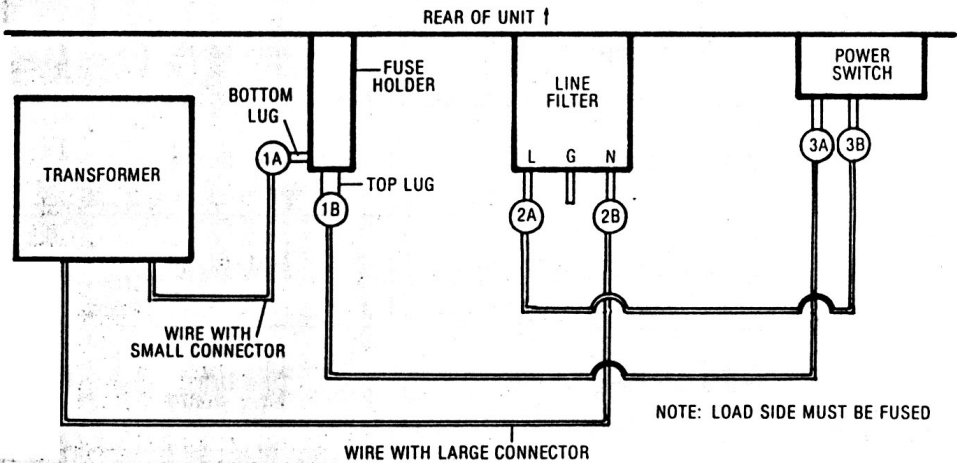 REAR OF UNIT ↑
FUSE
HOLDER
LINE
FILTER
POWER
SWITCH
BOTTOM
LUG
TRANSFORMER
1A
TOP LUG
1B
L G N
2A
2B
3A
3B
WIRE WITH
SMALL CONNECTOR
NOTE: LOAD SIDE MUST BE FUSED
WIRE WITH LARGE CONNECTOR